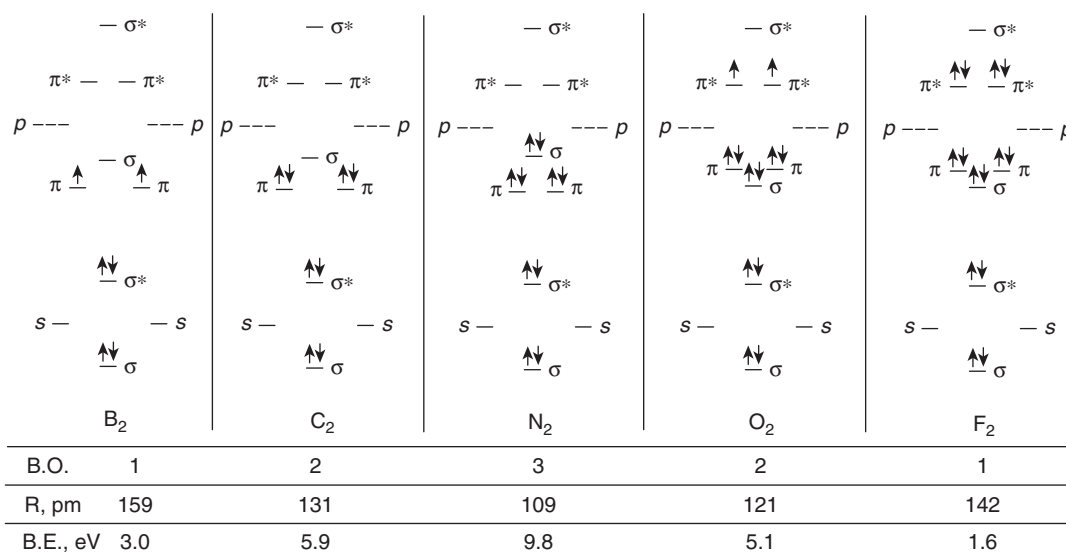 σ* σ* σ* σ* σ*
π* π* π* π* π* π* π* π* π* π*
p p p p p p p p p p
σ σ σ
π π π π π π π π π π
σ σ
σ* σ* σ* σ* σ*
s s s s s s s s s s
σ σ σ σ σ
B₂ C₂ N₂ O₂ F₂
B.O. 1 2 3 2 1
R, pm 159 131 109 121 142
B.E., eV 3.0 5.9 9.8 5.1 1.6